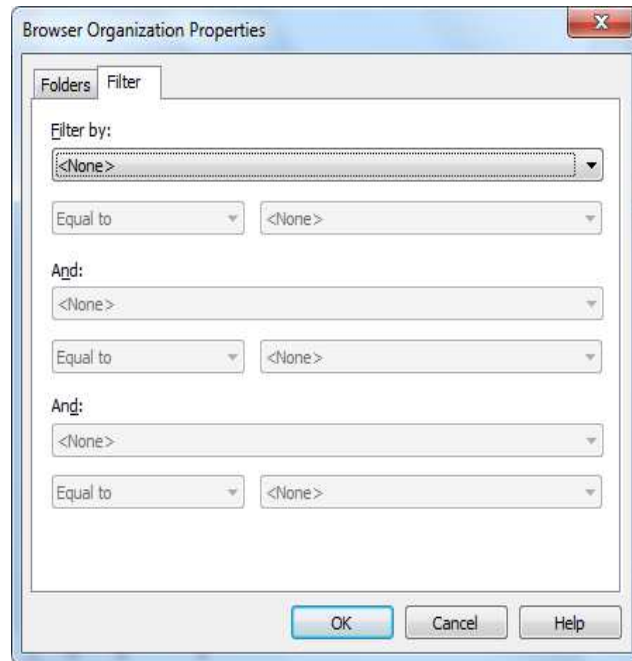 Browser Organization Properties
Folders Filter
Filter by:
<None>
Equal to <None>
And:
<None>
Equal to <None>
And:
<None>
Equal to <None>
OK Cancel Help